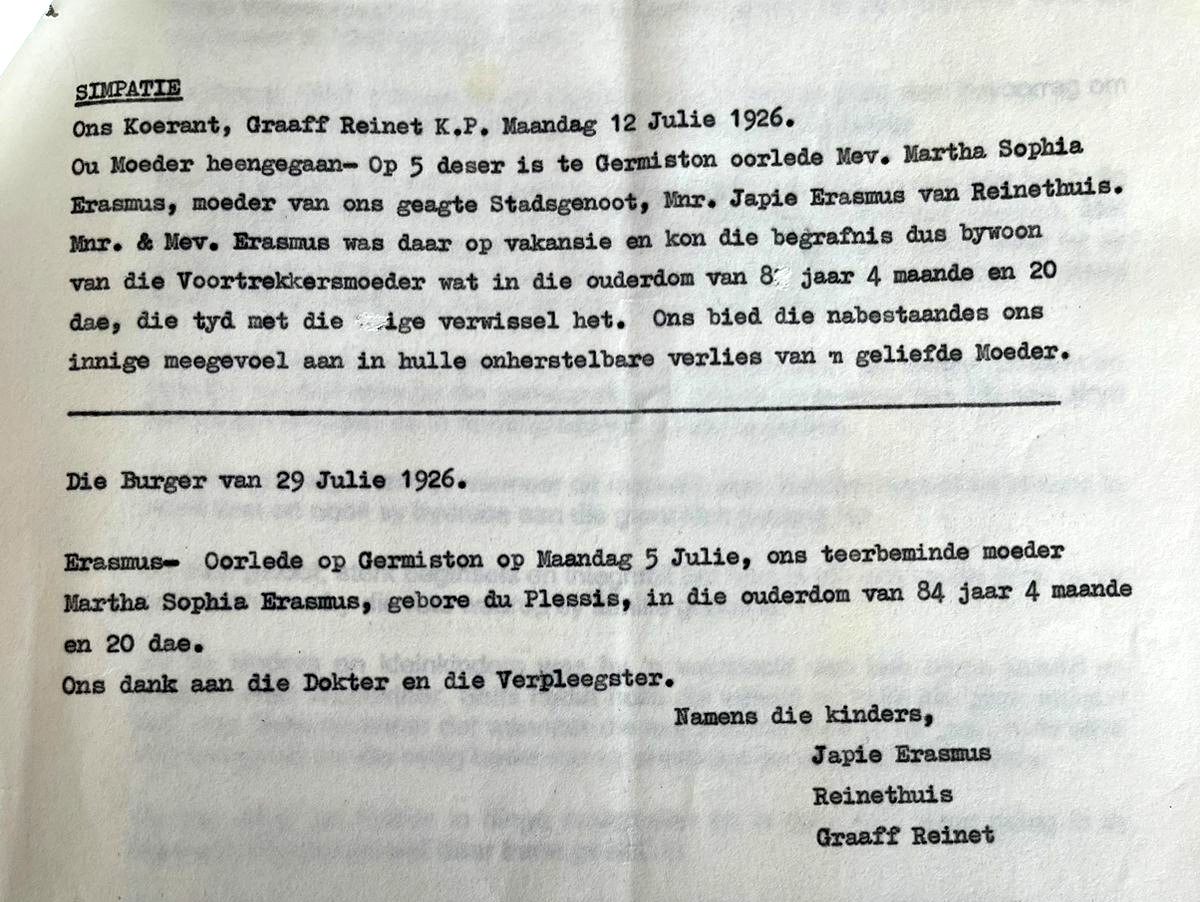 SIMPATIE
Ons Koerant, Graaff Reinet K.P. Maandag 12 Julie 1926.
Ou Moeder heengegaan- Op 5 deser is te Germiston oorlede Mev. Martha Sophia
Erasmus, moeder van ons geagte Stadsgenoot, Mnr. Japie Erasmus van Reinethuis.
Mnr. & Mev. Erasmus was daar op vakansie en kon die begrafnis dus bywoon
van die Voortrekkersmoeder wat in die ouderdom van jaar 4 maande en 20
dae, die tyd met die verwissel het. Ons bied die nabestaandes ons
innige meegevoel aan in hulle onherstelbare verlies van 'n geliefde Moeder.
Die Burger van 29 Julie 1926.
Erasmus- Oorlede op Germiston op Maandag 5 Julie, ons teerbeminde moeder
Martha Sophia Erasmus, gebore du Plessis, in die ouderdom van 84 jaar 4 maande
en 20 dae.
Ons dank aan die Dokter en die Verpleegster.
Namens die kinders,
Japie Erasmus
Reinethuis
Graaff Reinet